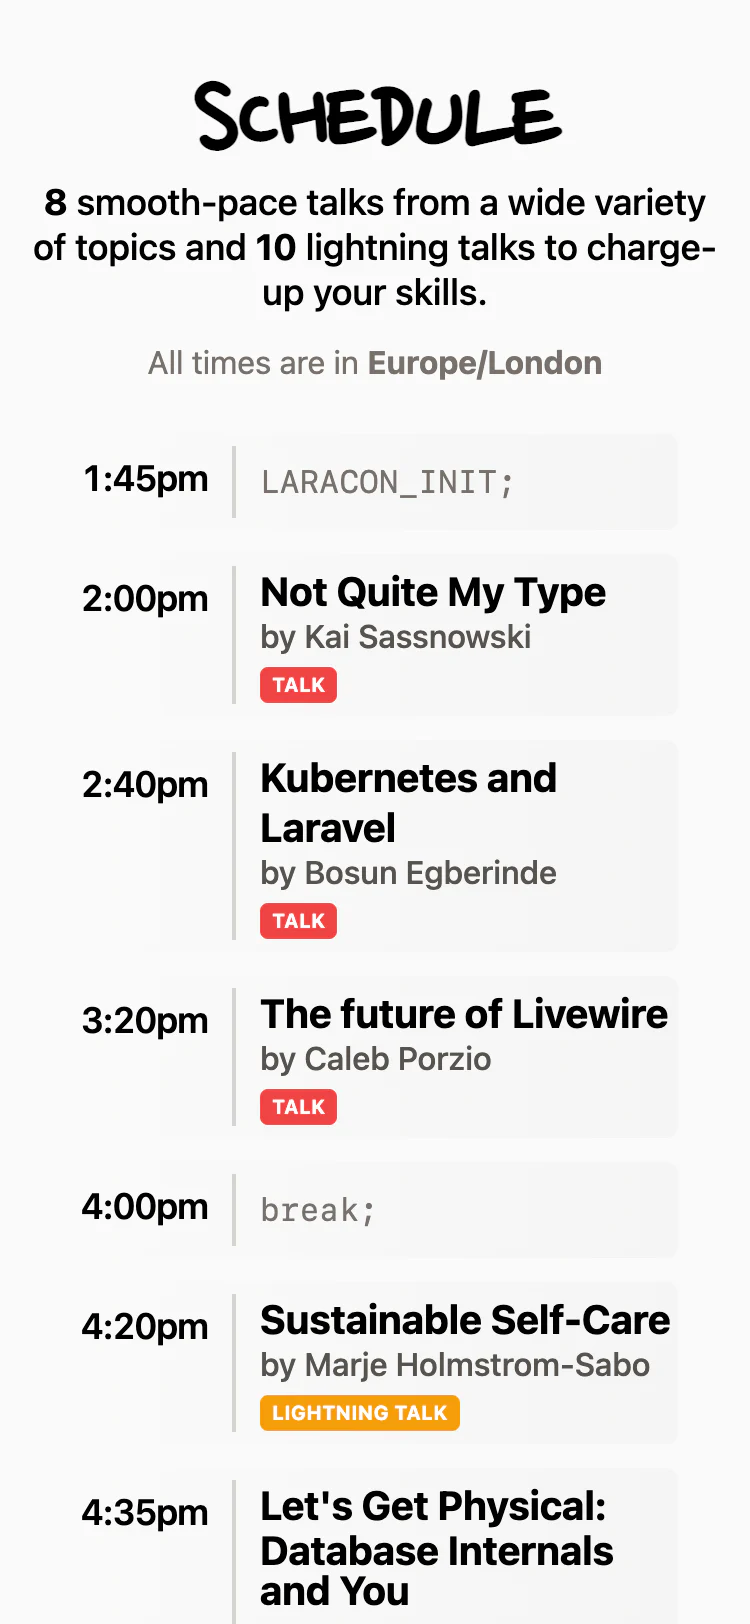 SCHEDULE
8 smooth-pace talks from a wide variety
of topics and 10 lightning talks to charge-
up your skills.
All times are in Europe/London
1:45pm
LARACON_INIT;
2:00pm
Not Quite My Type
by Kai Sassnowski
TALK
2:40pm
Kubernetes and
Laravel
by Bosun Egberinde
TALK
3:20pm
The future of Livewire
by Caleb Porzio
TALK
4:00pm
break;
4:20pm
Sustainable Self-Care
by Marje Holmstrom-Sabo
LIGHTNING TALK
4:35pm
Let's Get Physical:
Database Internals
and You